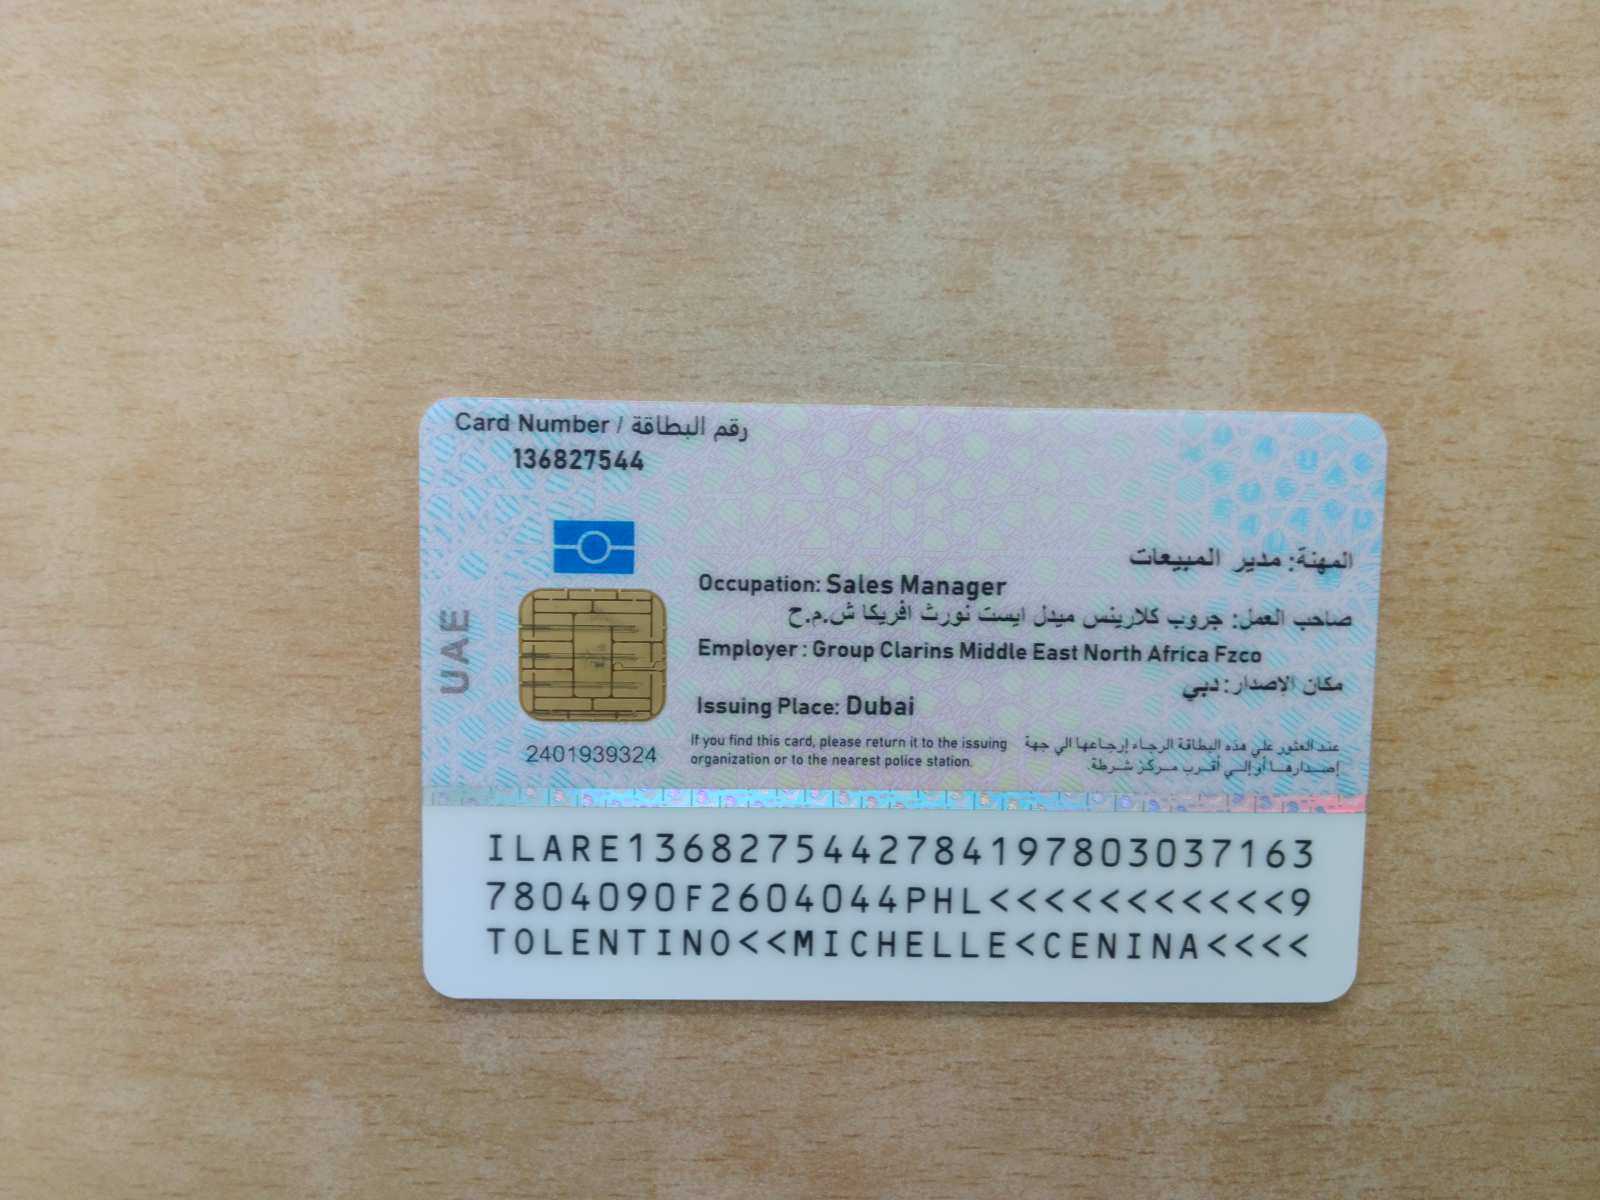 Card Number / رقم البطاقة
136827544
المهنة: مدير المبيعات
Occupation: Sales Manager
صاحب العمل: جروب كلارينس ميدل ايست نورث افريكا ش.م.ح
Employer : Group Clarins Middle East North Africa Fzco
مكان الإصدار: دبي
Issuing Place: Dubai
UAE
2401939324
If you find this card, please return it to the issuing
organization or to the nearest police station.
عند العثور علي هذه البطاقة الرجاء إرجاعها الي جهة
إصدارها أو إلى أقرب مركز شرطة.
ILARE1368275442784197803037163
7804090F2604044PHL<<<<<<<<<<<9
TOLENTINO<<MICHELLE<CENINA<<<<